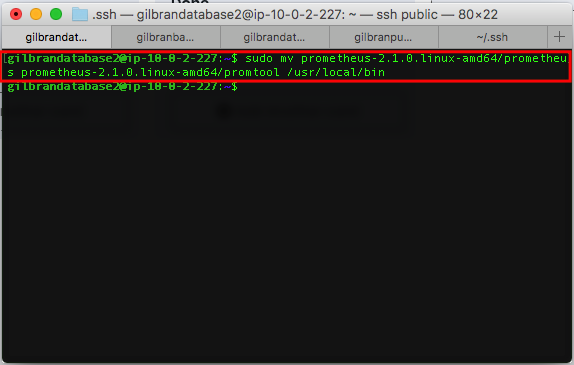 .ssh — gilbrandatabase2@ip-10-0-2-227: ~ — ssh public — 80×22
gilbrandat... gilbranba... gilbrandat... gilbranpu... ~/.ssh +
[gilbrandatabase2@ip-10-0-2-227:~$ sudo mv prometheus-2.1.0.linux-amd64/prometheu
s prometheus-2.1.0.linux-amd64/promtool /usr/local/bin
gilbrandatabase2@ip-10-0-2-227:~$